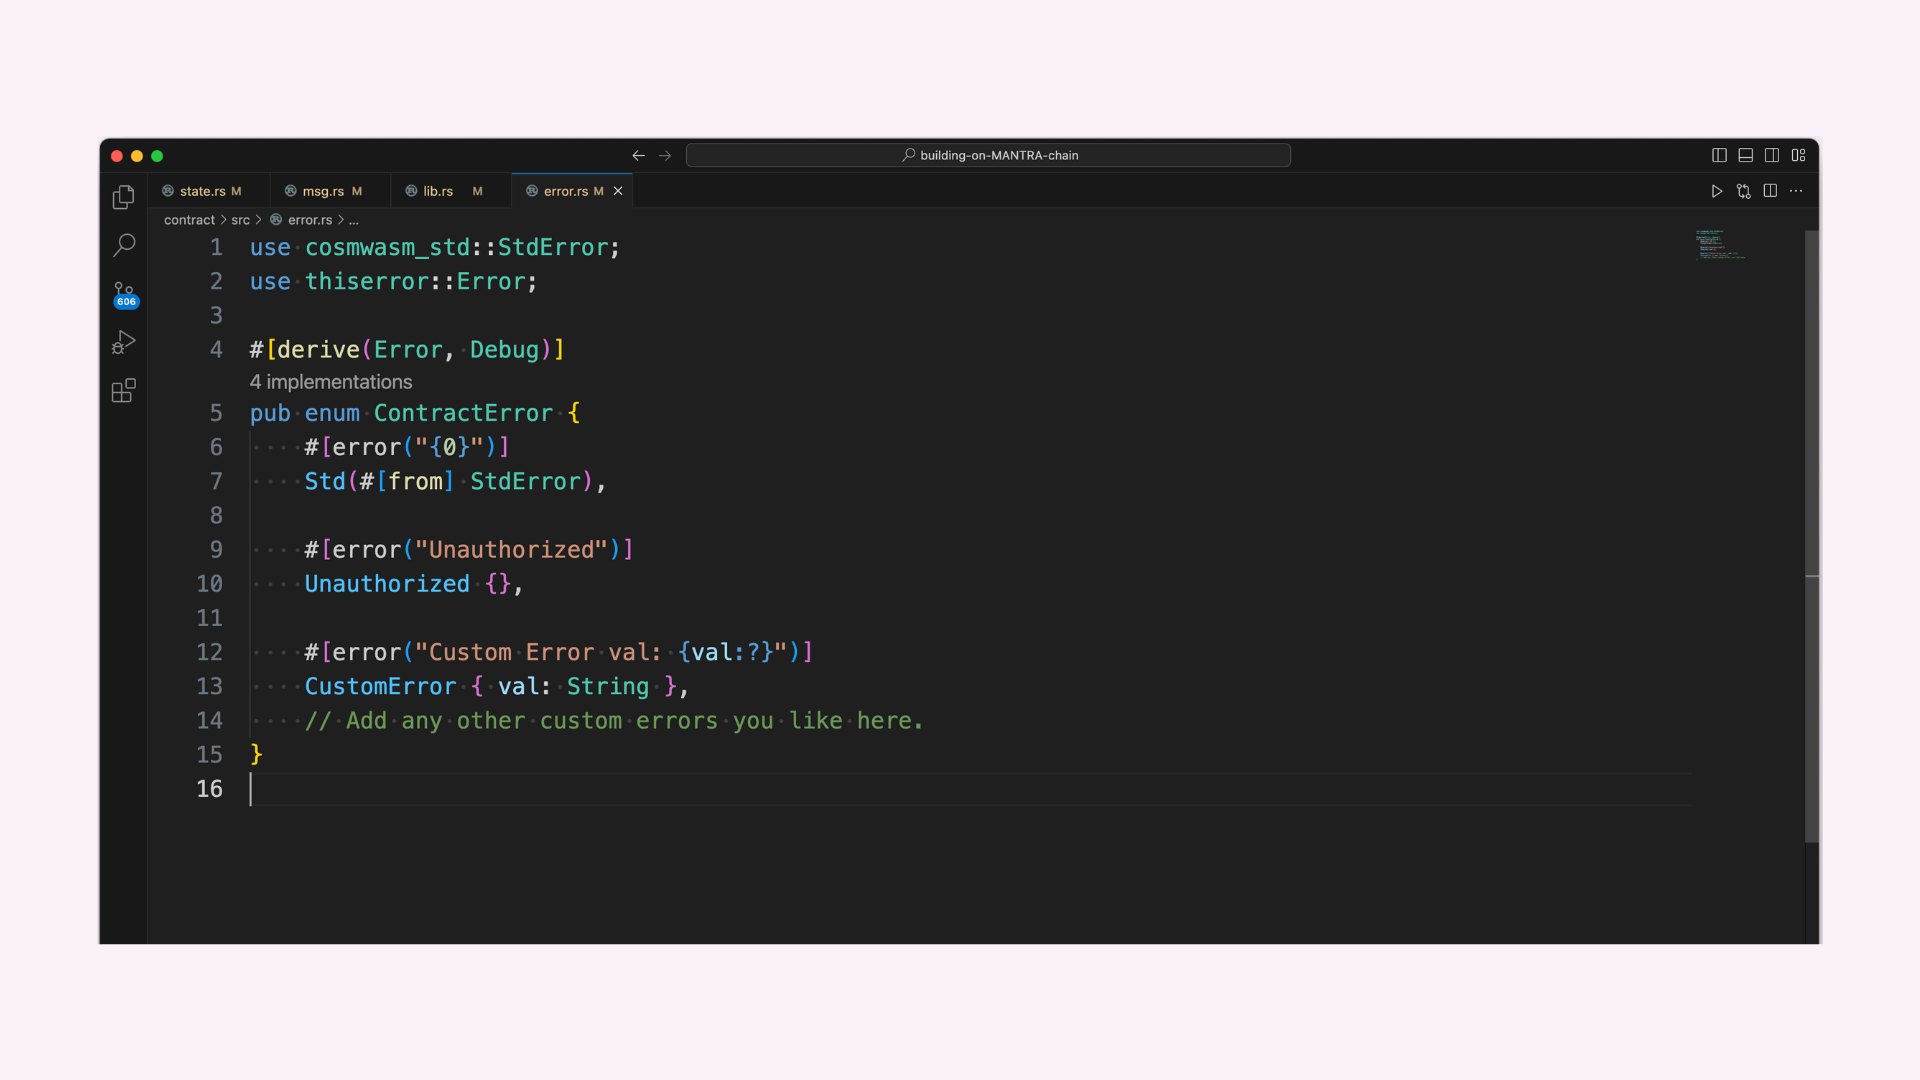 building-on-MANTRA-chain
state.rs M msg.rs M lib.rs M error.rs M
contract > src > error.rs > ...
1 use cosmwasm_std::StdError;
2 use thiserror::Error;
3
4 #[derive(Error, Debug)]
4 implementations
5 pub enum ContractError {
6 #[error("{0}")]
7 Std(#[from] StdError),
8
9 #[error("Unauthorized")]
10 Unauthorized {},
11
12 #[error("Custom Error val: {val:?}")]
13 CustomError { val: String },
14 // Add any other custom errors you like here.
15 }
16
606